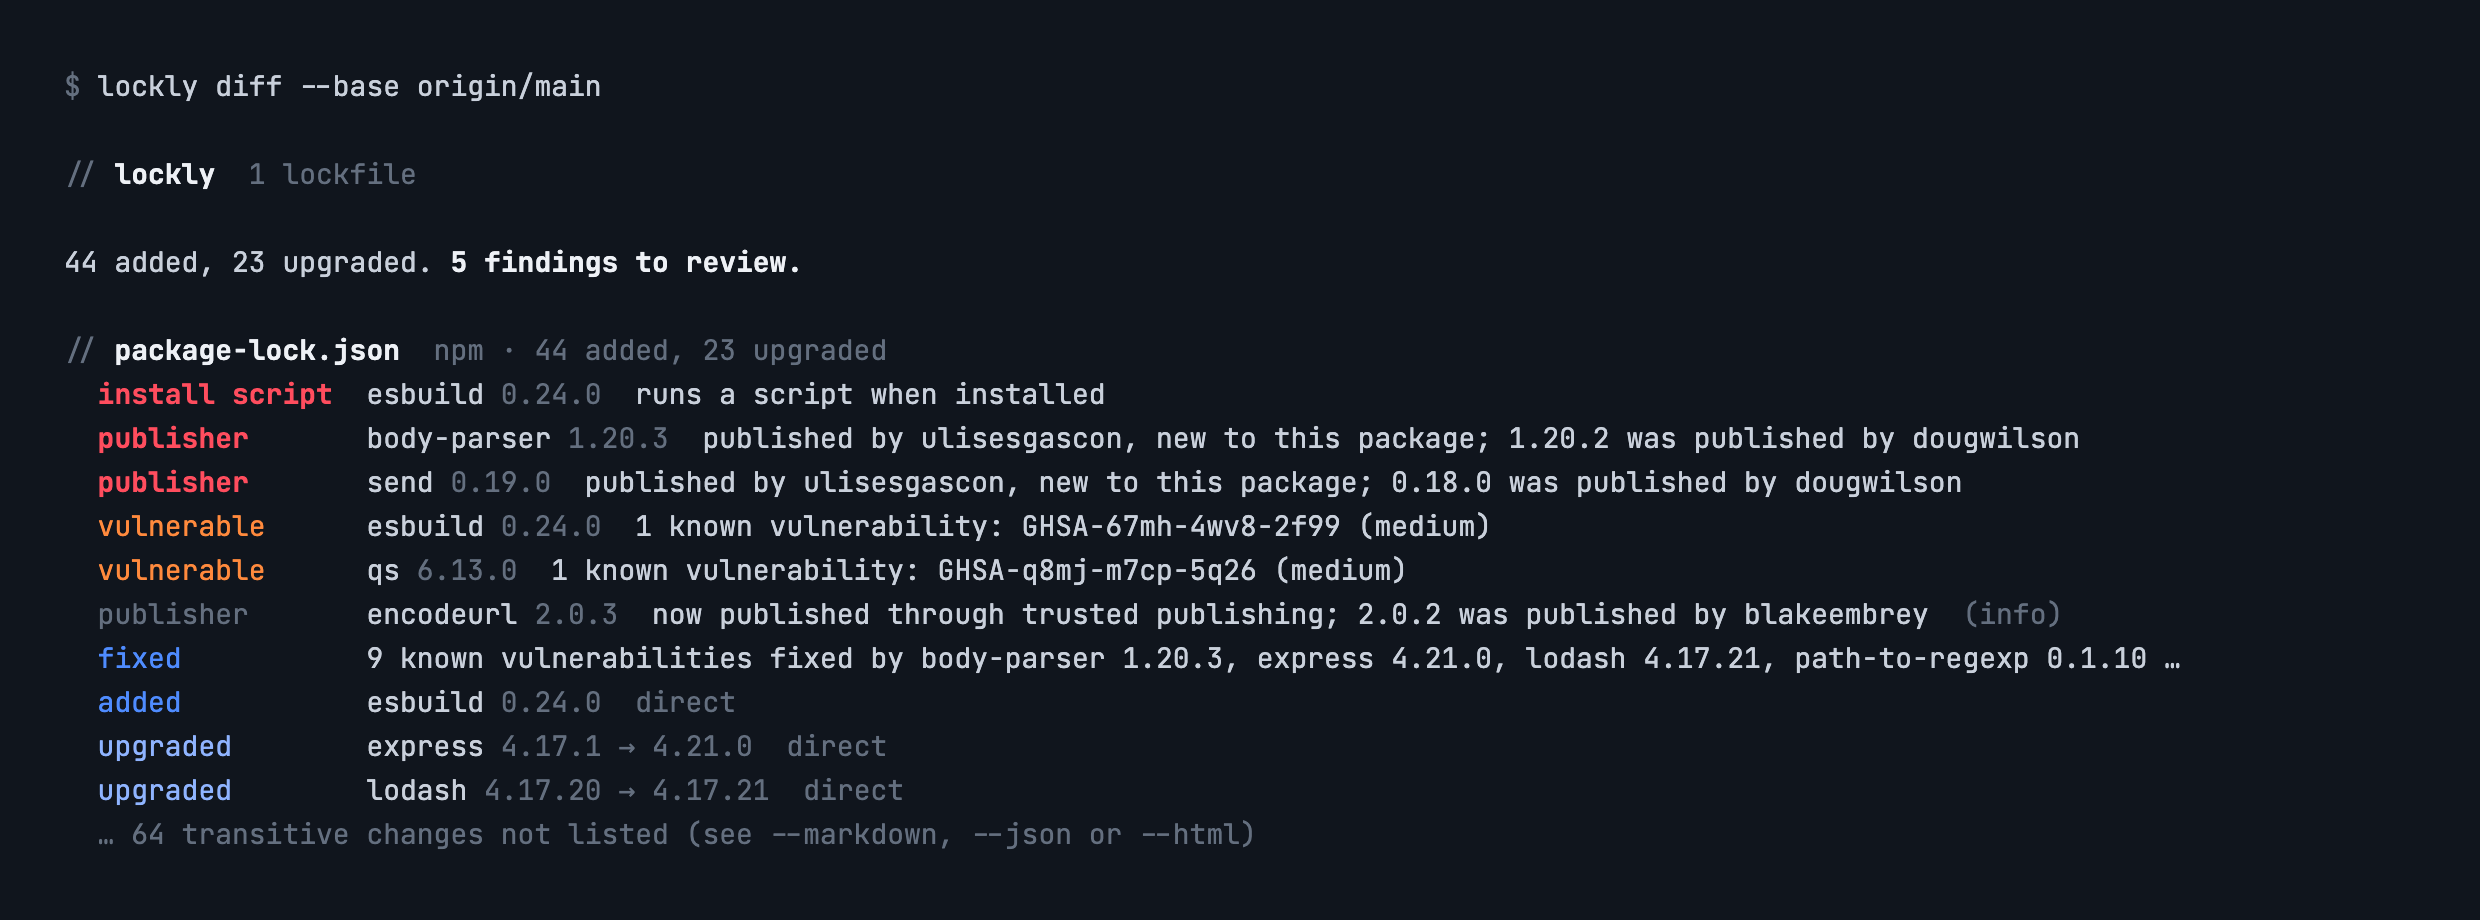 $ lockly diff --base origin/main
// lockly  1 lockfile
44 added, 23 upgraded. 5 findings to review.
// package-lock.json  npm · 44 added, 23 upgraded
install script  esbuild 0.24.0  runs a script when installed
publisher       body-parser 1.20.3  published by ulisesgascon, new to this package; 1.20.2 was published by dougwilson
publisher       send 0.19.0  published by ulisesgascon, new to this package; 0.18.0 was published by dougwilson
vulnerable      esbuild 0.24.0  1 known vulnerability: GHSA-67mh-4wv8-2f99 (medium)
vulnerable      qs 6.13.0  1 known vulnerability: GHSA-q8mj-m7cp-5q26 (medium)
publisher       encodeurl 2.0.3  now published through trusted publishing; 2.0.2 was published by blakeembrey  (info)
fixed           9 known vulnerabilities fixed by body-parser 1.20.3, express 4.21.0, lodash 4.17.21, path-to-regexp 0.1.10 …
added           esbuild 0.24.0  direct
upgraded        express 4.17.1 → 4.21.0  direct
upgraded        lodash 4.17.20 → 4.17.21  direct
… 64 transitive changes not listed (see --markdown, --json or --html)